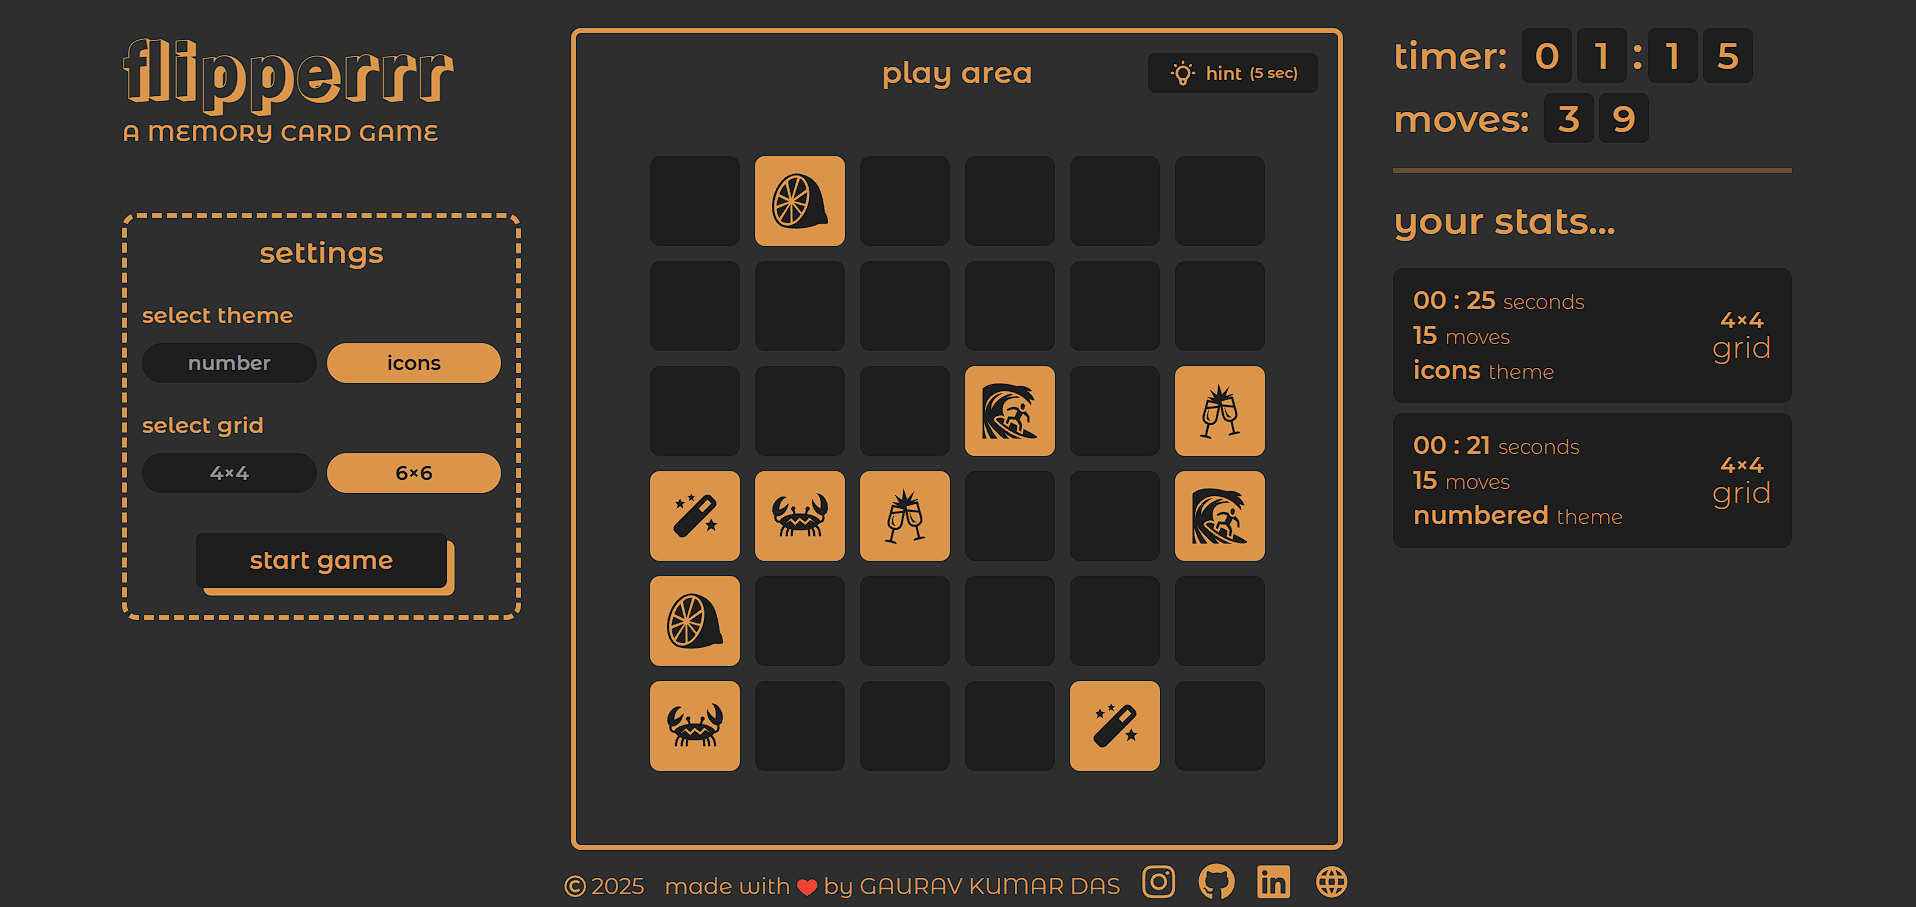 flipperrr
A MEMORY CARD GAME
settings
select theme
number icons
select grid
4×4 6×6
start game
play area
hint (5 sec)
timer: 0 1 : 1 5
moves: 3 9
your stats...
00 : 25 seconds
15 moves
icons theme
4×4
grid
00 : 21 seconds
15 moves
numbered theme
4×4
grid
© 2025 made with ❤ by GAURAV KUMAR DAS